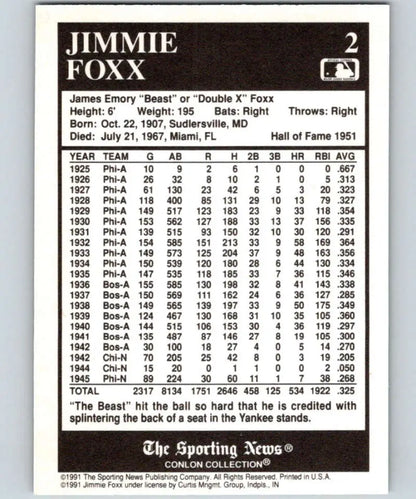 JIMMIE
FOXX
2
James Emory "Beast" or "Double X" Foxx
Height: 6' Weight: 195 Bats: Right Throws: Right
Born: Oct. 22, 1907, Sudlersville, MD
Died: July 21, 1967, Miami, FL Hall of Fame 1951
YEAR TEAM G AB R H 2B 3B HR RBI AVG
1925 Phi-A 10 9 2 6 1 0 0 0 .667
1926 Phi-A 26 32 8 10 2 1 0 5 .313
1927 Phi-A 61 130 23 42 6 5 3 20 .323
1928 Phi-A 118 400 85 131 29 10 13 79 .327
1929 Phi-A 149 517 123 183 23 9 33 118 .354
1930 Phi-A 153 562 127 188 33 13 37 156 .335
1931 Phi-A 139 515 93 150 32 10 30 120 .291
1932 Phi-A 154 585 151 213 33 9 58 169 .364
1933 Phi-A 149 573 125 204 37 9 48 163 .356
1934 Phi-A 150 539 120 180 28 6 44 130 .334
1935 Phi-A 147 535 118 185 33 7 36 115 .346
1936 Bos-A 155 585 130 198 32 8 41 143 .338
1937 Bos-A 150 569 111 162 24 6 36 127 .285
1938 Bos-A 149 565 139 197 33 9 50 175 .349
1939 Bos-A 124 467 130 168 31 10 35 105 .360
1940 Bos-A 144 515 106 153 30 4 36 119 .297
1941 Bos-A 135 487 87 146 27 8 19 105 .300
1942 Bos-A 30 100 18 27 4 0 5 14 .270
1942 Chi-N 70 205 25 42 8 0 3 19 .205
1944 Chi-N 15 20 0 1 1 0 0 2 .050
1945 Phi-N 89 224 30 60 11 1 7 38 .268
TOTAL 2317 8134 1751 2646 458 125 534 1922 .325
"The Beast" hit the ball so hard that he is credited with
splintering the back of a seat in the Yankee stands.
The Sporting News®
CONLON COLLECTION®
©1991 The Sporting News Publishing Company. All Rights Reserved. Printed in U.S.A.
©1991 Jimmie Foxx under license by Curtis Mngmt. Group, Indpls., IN